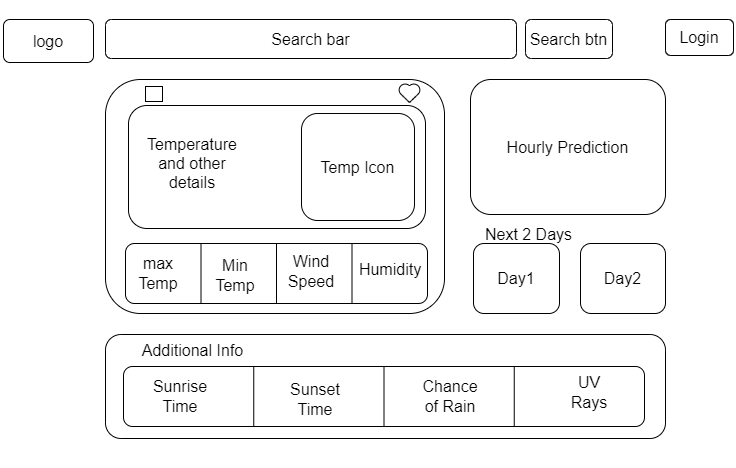 logo
Search bar
Search btn
Login
Temperature
and other
details
Temp Icon
Hourly Prediction
max
Temp
Min
Temp
Wind
Speed
Humidity
Next 2 Days
Day1
Day2
Additional Info
Sunrise
Time
Sunset
Time
Chance
of Rain
UV
Rays